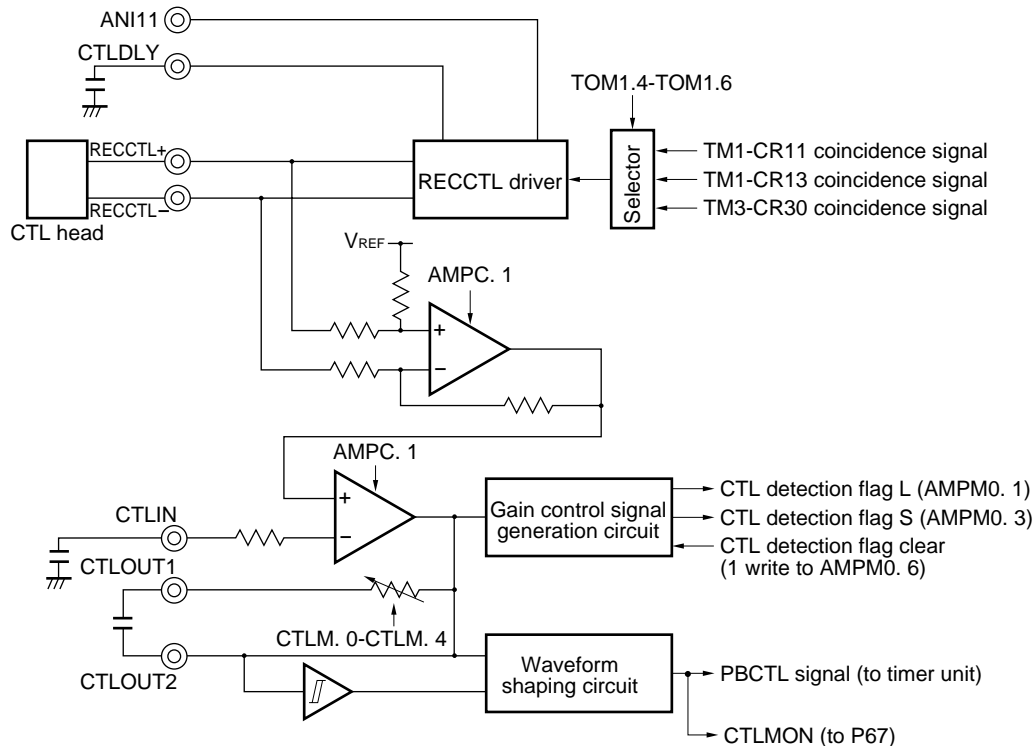 ANI11
CTLDLY
TOM1.4-TOM1.6
RECCTL+
RECCTL−
CTL head
RECCTL driver
Selector
TM1-CR11 coincidence signal
TM1-CR13 coincidence signal
TM3-CR30 coincidence signal
VREF
AMPC. 1
+
−
AMPC. 1
+
−
CTLIN
Gain control signal
generation circuit
CTL detection flag L (AMPM0. 1)
CTL detection flag S (AMPM0. 3)
CTL detection flag clear
(1 write to AMPM0. 6)
CTLOUT1
CTLM. 0-CTLM. 4
CTLOUT2
Waveform
shaping circuit
PBCTL signal (to timer unit)
CTLMON (to P67)